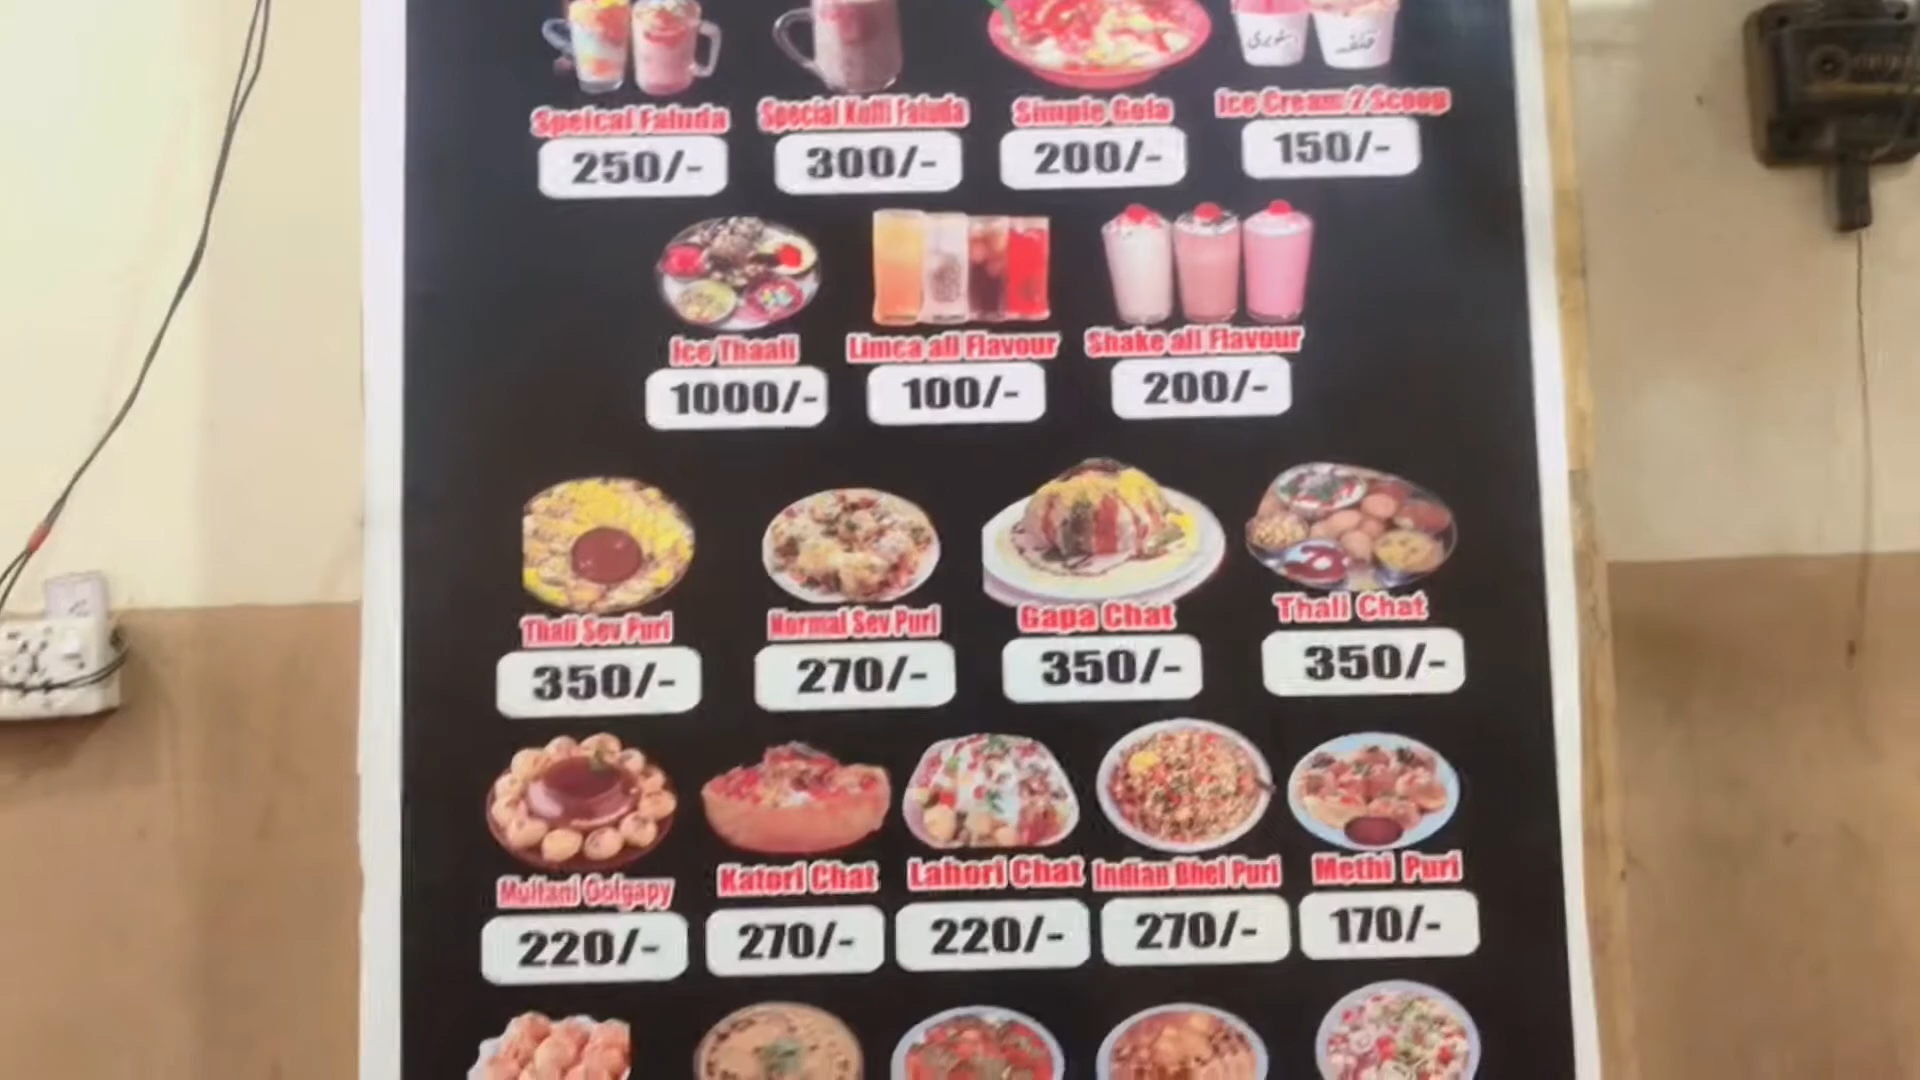 اسٹوبری
Speical Faluda
Special Kulfi Faluda
Simple Gola
Ice Cream 2 Scoop
250/-
300/-
200/-
150/-
Ice Thaali
Limca all Flavour
Shake all Flavour
1000/-
100/-
200/-
Thali Sev Puri
Normal Sev Puri
Gapa Chat
Thali Chat
350/-
270/-
350/-
350/-
Multani Golgapy
Katori Chat
Lahori Chat
Indian Bhel Puri
Methi Puri
220/-
270/-
220/-
270/-
170/-